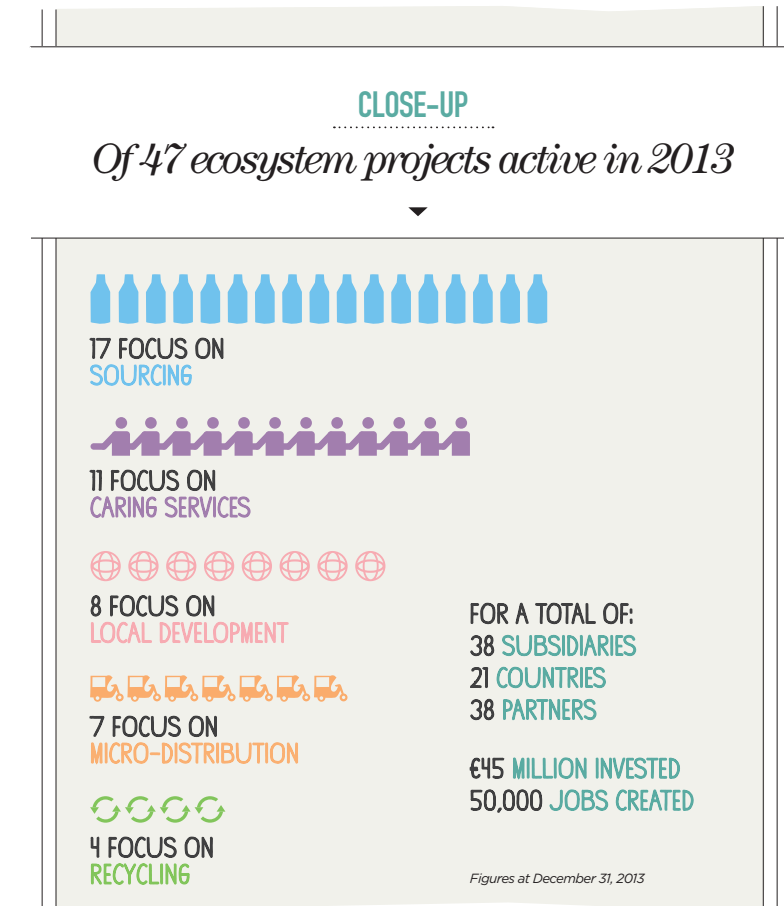 CLOSE-UP
Of 47 ecosystem projects active in 2013
17 FOCUS ON
SOURCING
11 FOCUS ON
CARING SERVICES
8 FOCUS ON
LOCAL DEVELOPMENT
7 FOCUS ON
MICRO-DISTRIBUTION
4 FOCUS ON
RECYCLING
FOR A TOTAL OF:
38 SUBSIDIARIES
21 COUNTRIES
38 PARTNERS
€45 MILLION INVESTED
50,000 JOBS CREATED
Figures at December 31, 2013